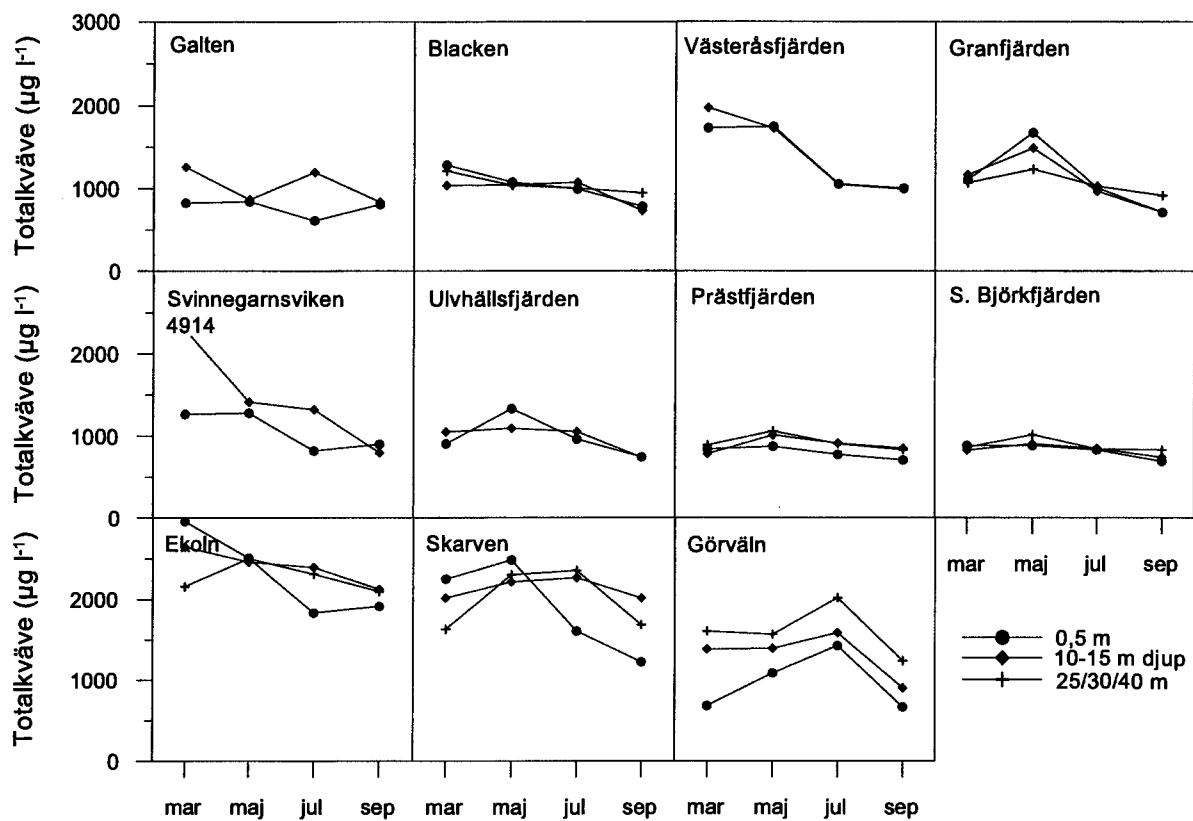 Totalkväve (µg l-1)
3000
2000
1000
0
Galten
Blacken
Västeråsfjärden
Granfjärden
Totalkväve (µg l-1)
2000
1000
0
Svinnegarnsviken
4914
Ulvhällsfjärden
Prästfjärden
S. Björkfjärden
mar maj jul sep
Totalkväve (µg l-1)
2000
1000
0
Ekoln
Skarven
Görväln
0,5 m
10-15 m djup
25/30/40 m
mar maj jul sep
mar maj jul sep
mar maj jul sep